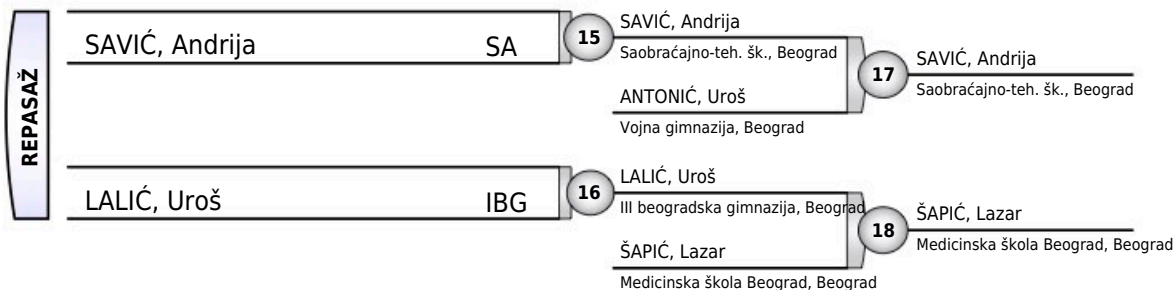 REPASAŽ
SAVIĆ, Andrija SA
15
SAVIĆ, Andrija
Saobraćajno-teh. šk., Beograd
ANTONIĆ, Uroš
Vojna gimnazija, Beograd
17
SAVIĆ, Andrija
Saobraćajno-teh. šk., Beograd
LALIĆ, Uroš IBG
16
LALIĆ, Uroš
III beogradska gimnazija, Beograd
ŠAPIĆ, Lazar
Medicinska škola Beograd, Beograd
18
ŠAPIĆ, Lazar
Medicinska škola Beograd, Beograd